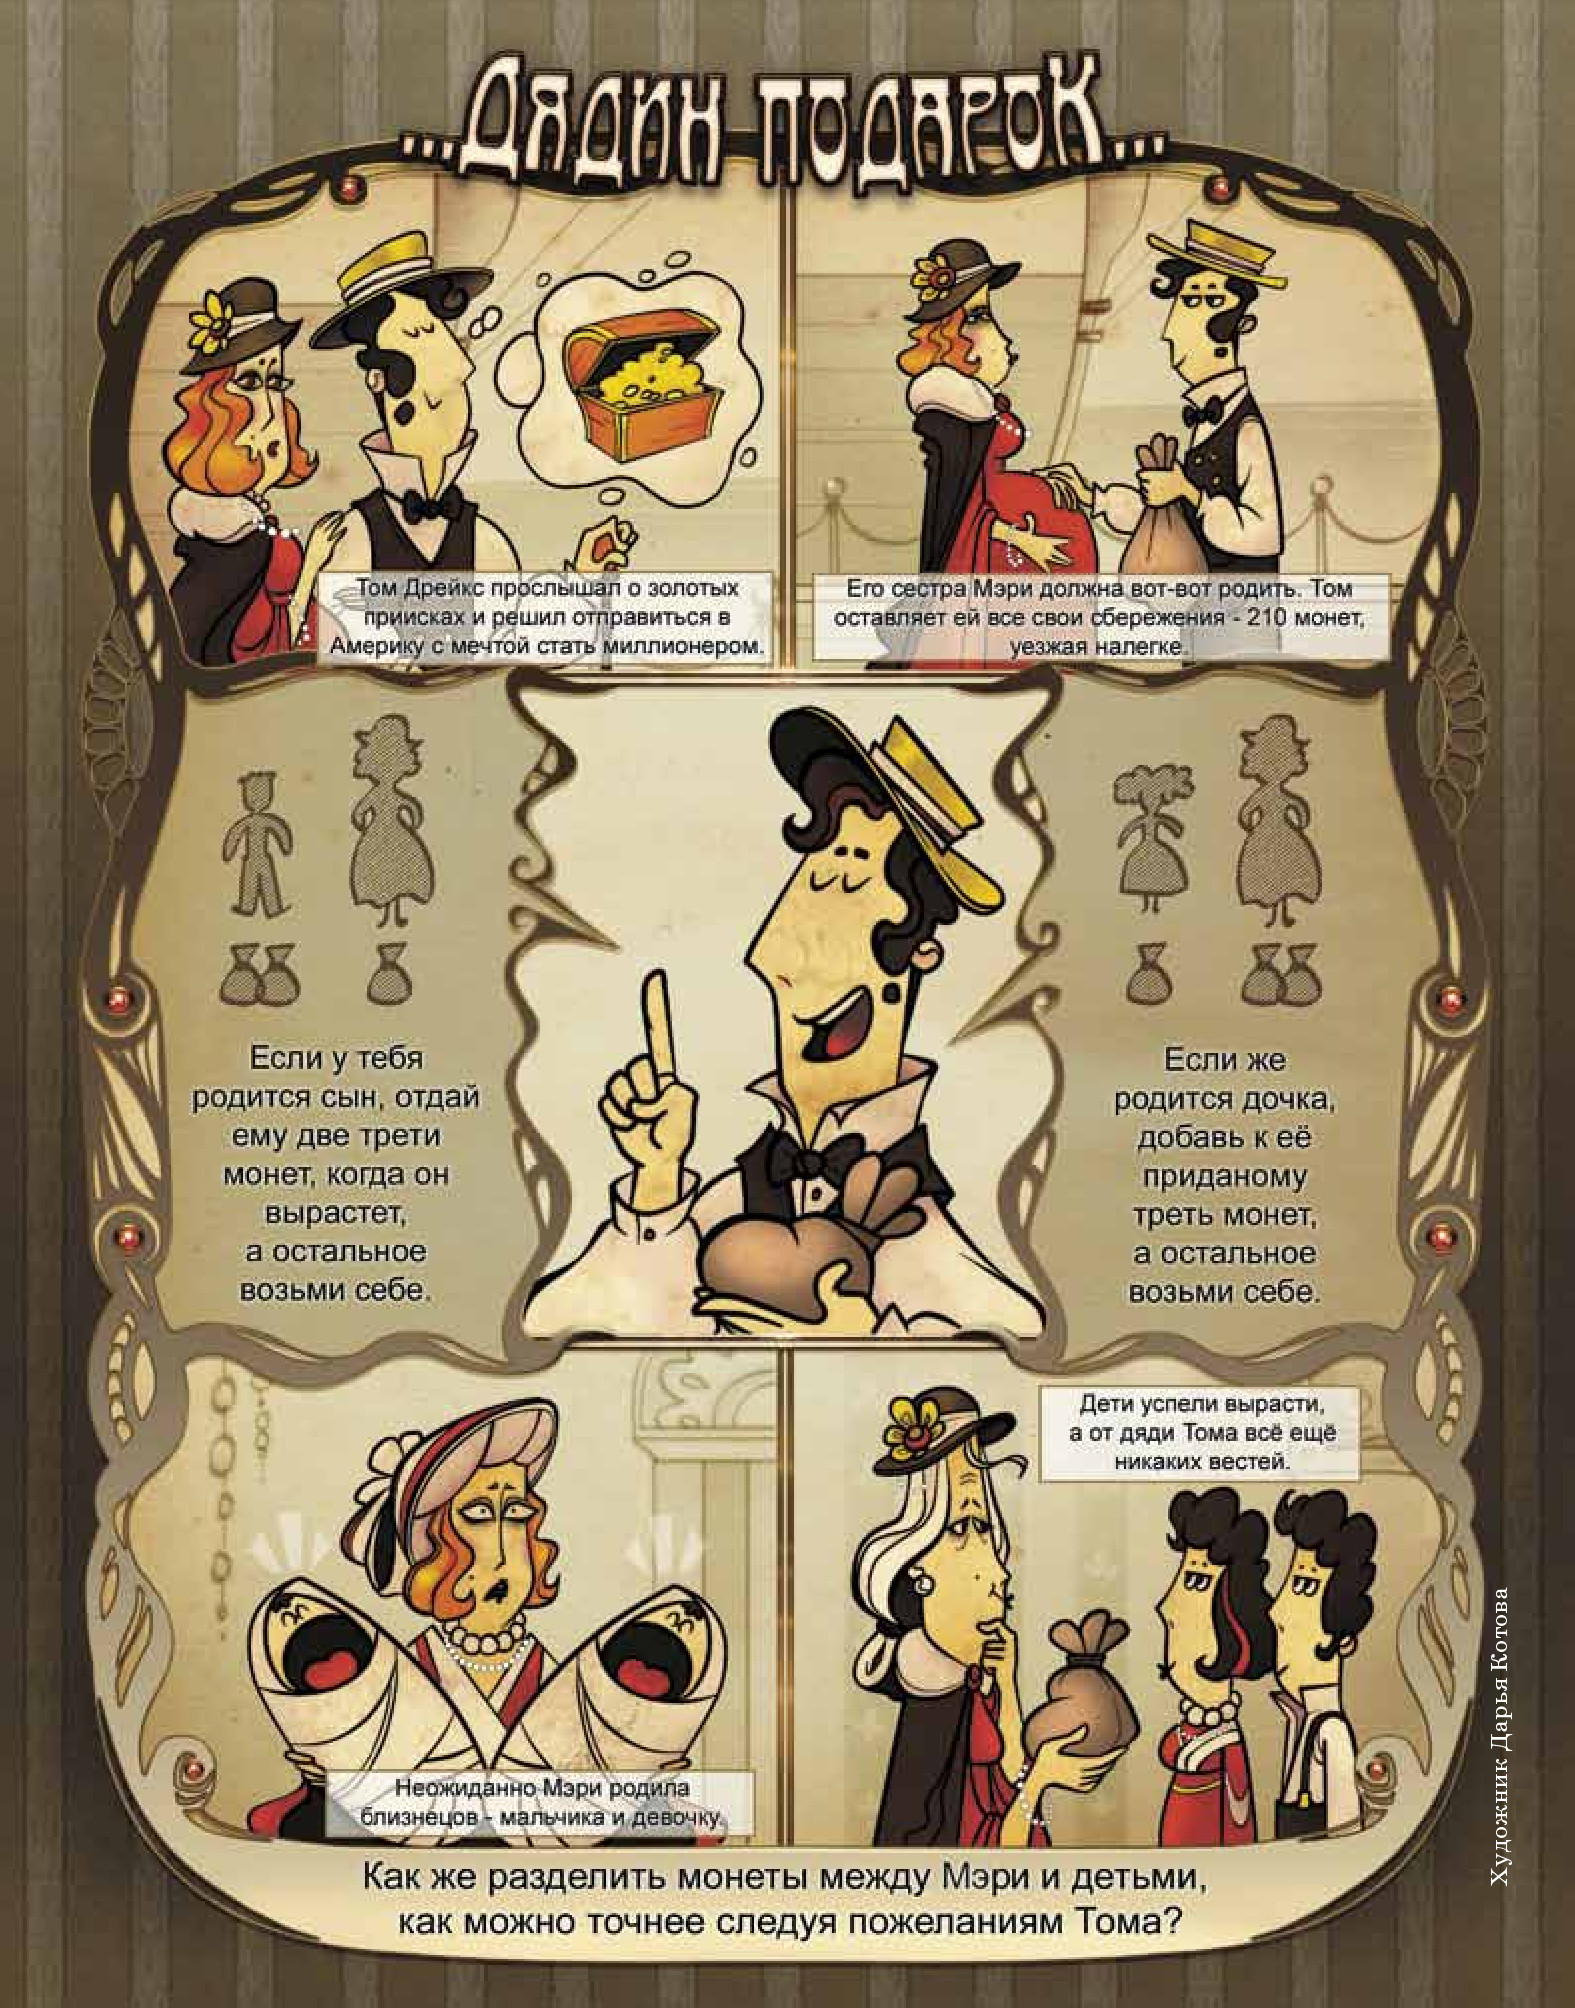 ...ДЯДИН ПОДАРОК...
Том Дрейкс прослышал о золотых
приисках и решил отправиться в
Америку с мечтой стать миллионером.
Его сестра Мэри должна вот-вот родить. Том
оставляет ей все свои сбережения - 210 монет,
уезжая налегке.
Если у тебя
родится сын, отдай
ему две трети
монет, когда он
вырастет,
а остальное
возьми себе.
Если же
родится дочка,
добавь к её
приданому
треть монет,
а остальное
возьми себе.
Неожиданно Мэри родила
близнецов - мальчика и девочку.
Дети успели вырасти,
а от дяди Тома всё ещё
никаких вестей.
Как же разделить монеты между Мэри и детьми,
как можно точнее следуя пожеланиям Тома?
Художник Дарья Котова